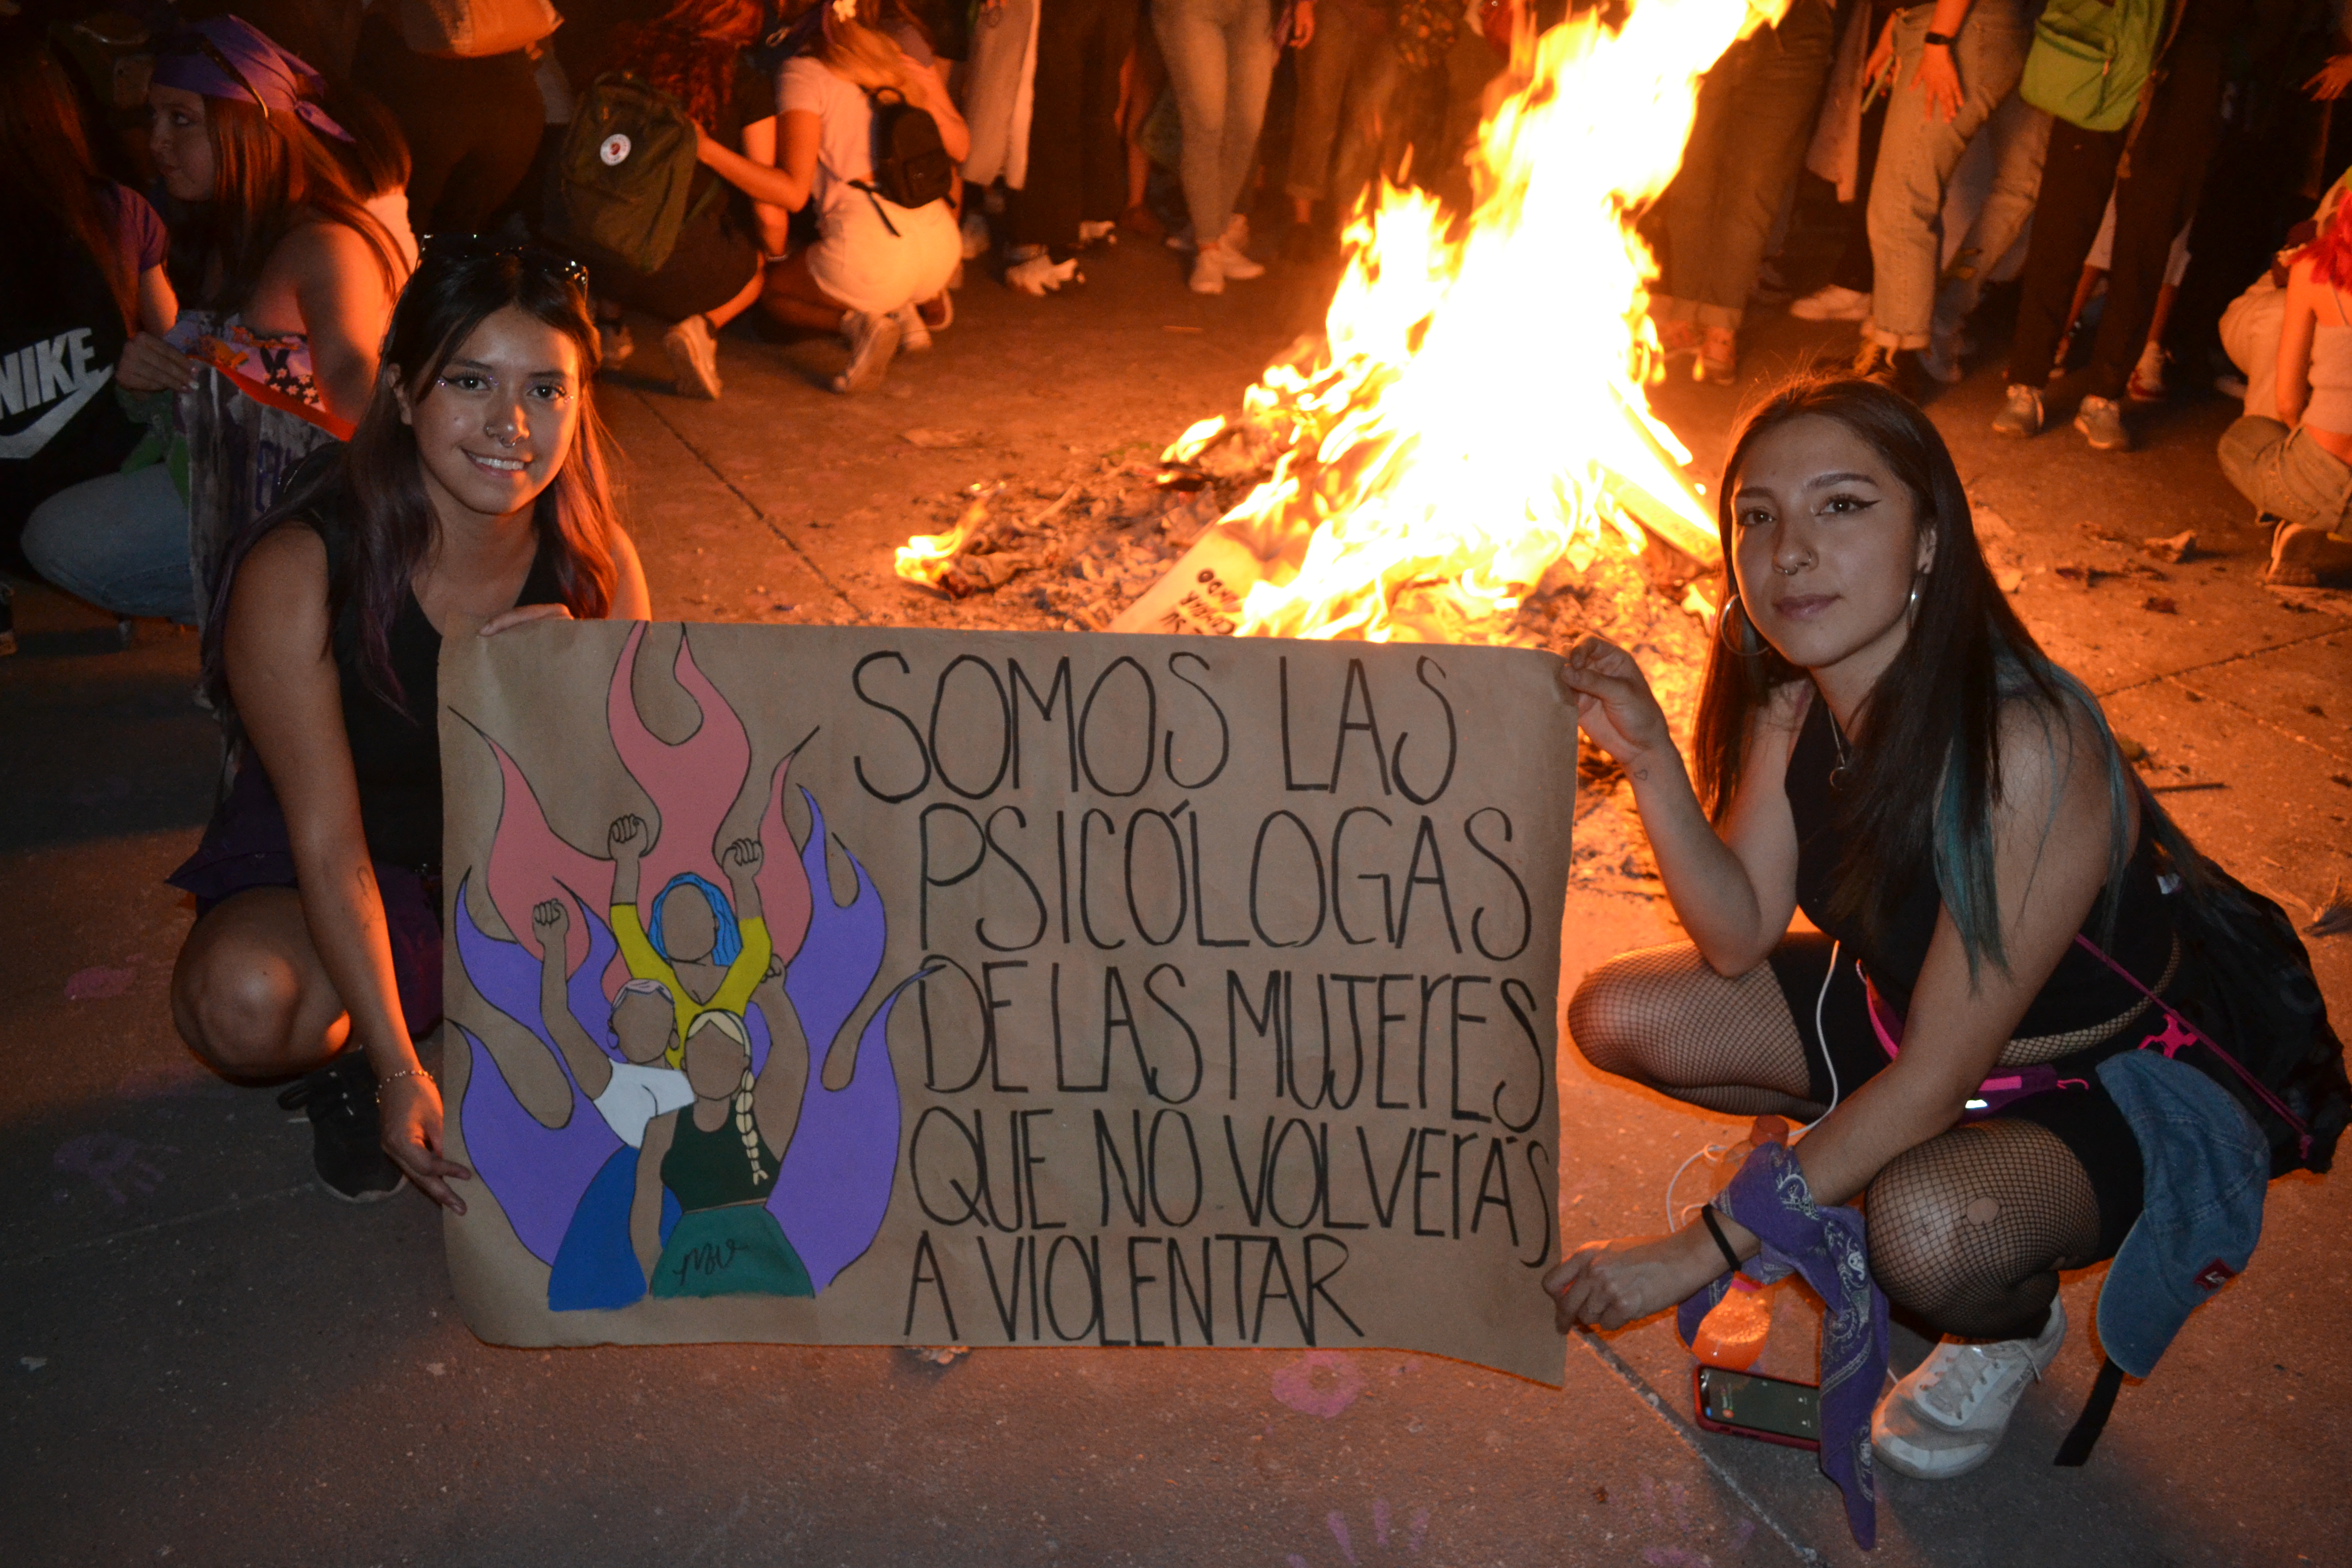 NIKE
SOMOS LAS
PSICÓLOGAS
DE LAS MUJERES
QUE NO VOLVERÁS
A VIOLENTAR